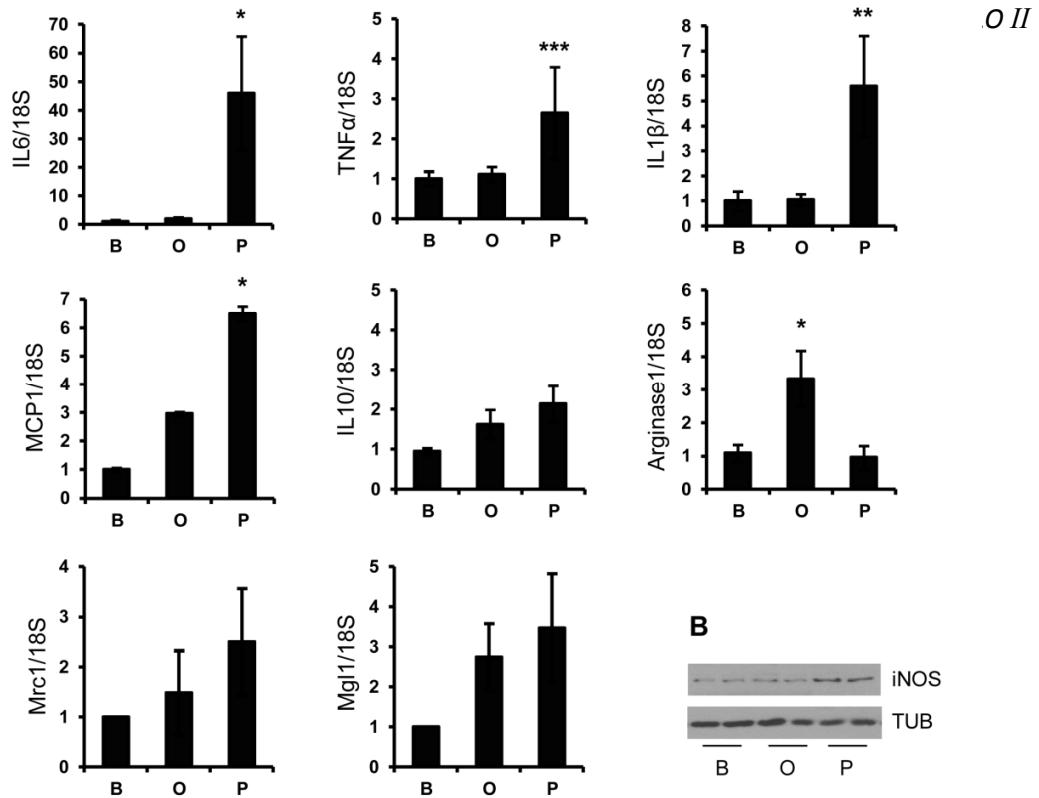 .O II
*
70
60
50
40
30
20
10
0
IL6/18S
B O P
***
5
4
3
2
1
0
TNFα/18S
B O P
**
8
7
6
5
4
3
2
1
0
IL1β/18S
B O P
*
7
6
5
4
3
2
1
0
MCP1/18S
B O P
5
4
3
2
1
0
IL10/18S
B O P
*
6
5
4
3
2
1
0
Arginase1/18S
B O P
4
3
2
1
0
Mrc1/18S
B O P
5
4
3
2
1
0
Mgl1/18S
B O P
B
iNOS
TUB
B O P